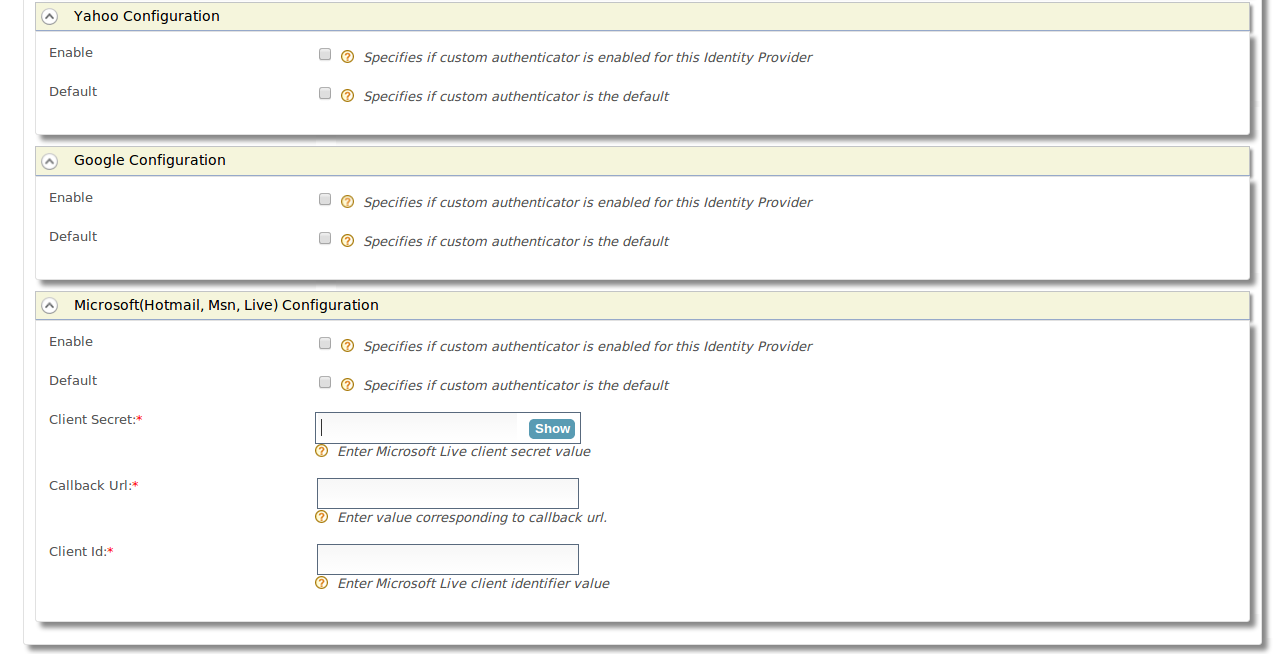 Yahoo Configuration
Enable
Specifies if custom authenticator is enabled for this Identity Provider
Default
Specifies if custom authenticator is the default
Google Configuration
Enable
Specifies if custom authenticator is enabled for this Identity Provider
Default
Specifies if custom authenticator is the default
Microsoft(Hotmail, Msn, Live) Configuration
Enable
Specifies if custom authenticator is enabled for this Identity Provider
Default
Specifies if custom authenticator is the default
Client Secret:*
Show
Enter Microsoft Live client secret value
Callback Url:*
Enter value corresponding to callback url.
Client Id:*
Enter Microsoft Live client identifier value